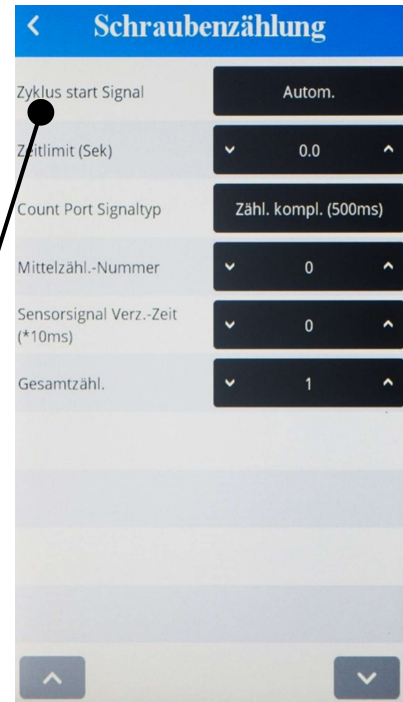 Schraubenzählung
Zyklus start Signal
Autom.
Zeitlimit (Sek)
0.0
Count Port Signaltyp
Zähl. kompl. (500ms)
Mittelzähl.-Nummer
0
Sensorsignal Verz.-Zeit
(*10ms)
0
Gesamtzähl.
1